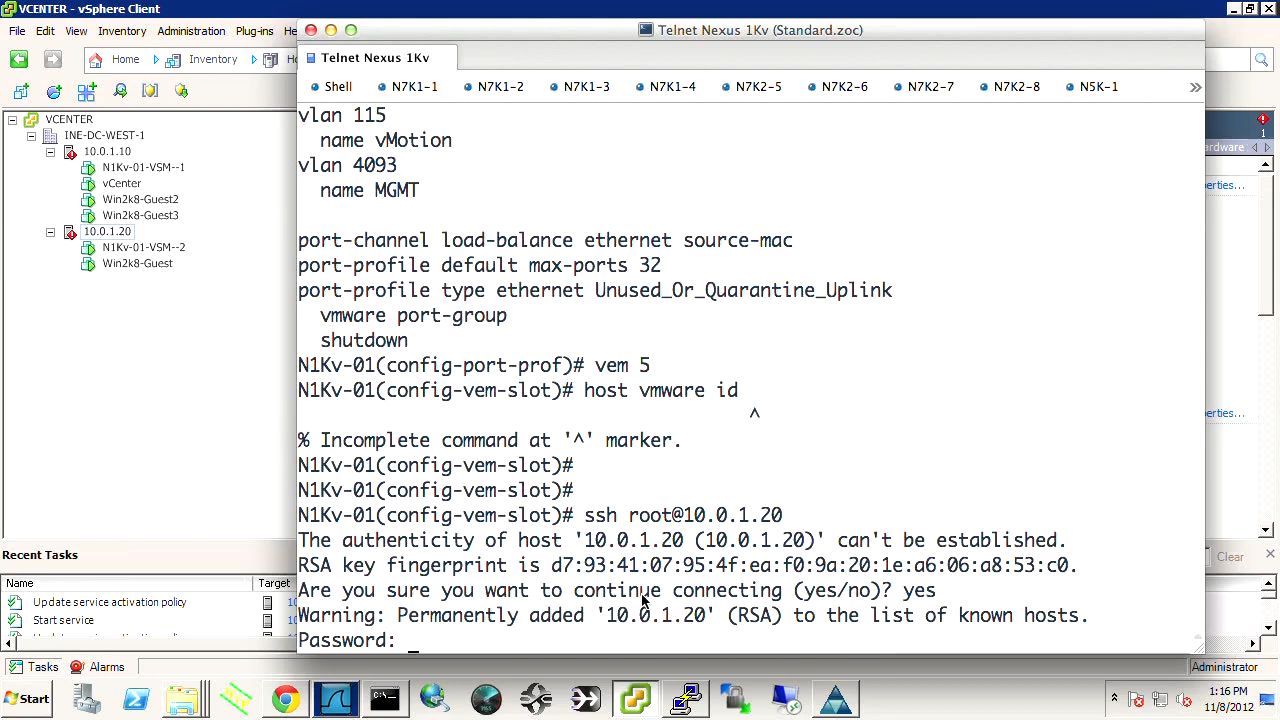 VCENTER - vSphere Client
File Edit View Inventory Administration Plug-ins He
Home Inventory
VCENTER
INE-DC-WEST-1
10.0.1.10
N1Kv-01-VSM--1
vCenter
Win2k8-Guest2
Win2k8-Guest3
10.0.1.20
N1Kv-01-VSM--2
Win2k8-Guest
Telnet Nexus 1Kv (Standard.zoc)
Telnet Nexus 1Kv
Shell N7K1-1 N7K1-2 N7K1-3 N7K1-4 N7K2-5 N7K2-6 N7K2-7 N7K2-8 N5K-1 »
vlan 115
name vMotion
vlan 4093
name MGMT
port-channel load-balance ethernet source-mac
port-profile default max-ports 32
port-profile type ethernet Unused_Or_Quarantine_Uplink
vmware port-group
shutdown
N1Kv-01(config-port-prof)# vem 5
N1Kv-01(config-vem-slot)# host vmware id
^
% Incomplete command at '^' marker.
N1Kv-01(config-vem-slot)#
N1Kv-01(config-vem-slot)#
N1Kv-01(config-vem-slot)# ssh root@10.0.1.20
The authenticity of host '10.0.1.20 (10.0.1.20)' can't be established.
RSA key fingerprint is d7:93:41:07:95:4f:ea:f0:9a:20:1e:a6:06:a8:53:c0.
Are you sure you want to continue connecting (yes/no)? yes
Warning: Permanently added '10.0.1.20' (RSA) to the list of known hosts.
Password:
1
ardware
erties...
erties...
Recent Tasks
Clear
Name Target
Update service activation policy 10
Start service 10
Tasks Alarms
Administrator
Start
1:16 PM
11/8/2012